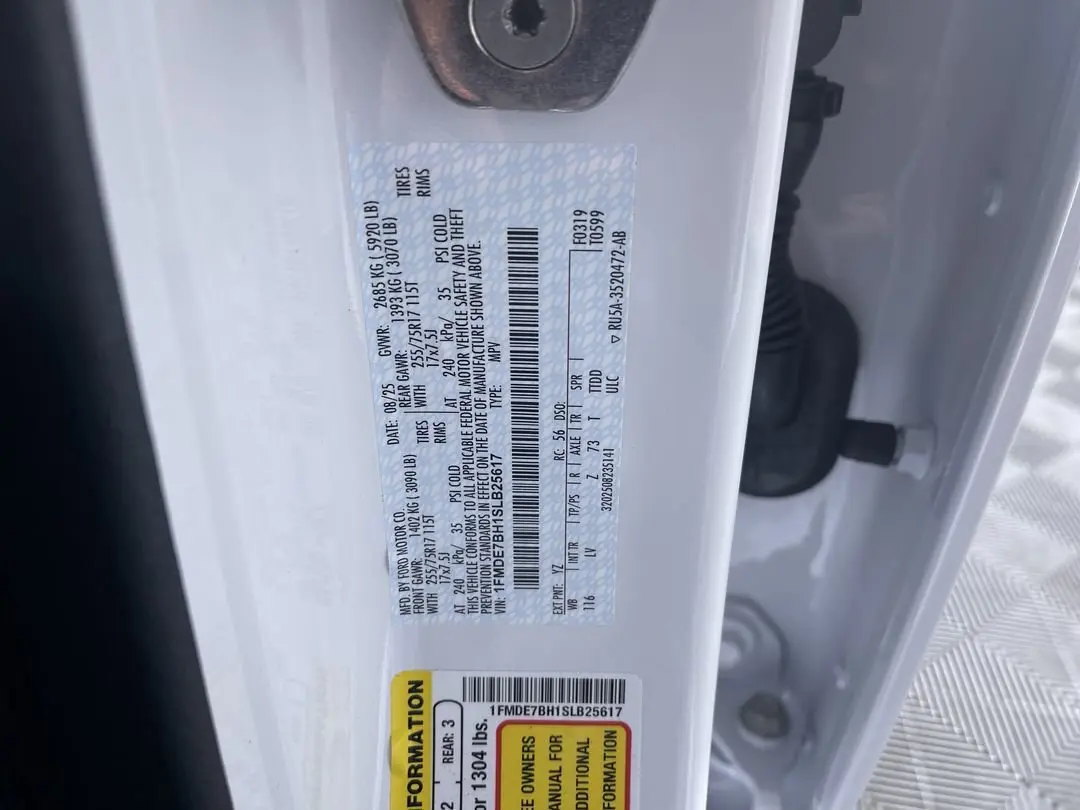 MFD. BY FORD MOTOR CO.
DATE: 08/25 GVWR: 2685 KG ( 5920 LB)
FRONT GAWR: 1402 KG ( 3090 LB) REAR GAWR: 1393 KG ( 3070 LB)
WITH 255/75R17 115T TIRES WITH 255/75R17 115T TIRES
17x7.5J RIMS 17x7.5J RIMS
AT 240 kPa/ 35 PSI COLD AT 240 kPa/ 35 PSI COLD
THIS VEHICLE CONFORMS TO ALL APPLICABLE FEDERAL MOTOR VEHICLE SAFETY AND THEFT
PREVENTION STANDARDS IN EFFECT ON THE DATE OF MANUFACTURE SHOWN ABOVE.
VIN: 1FMDE7BH1SLB25617 TYPE: MPV
EXT PNT: YZ RC: 56 DSO: F0319
WB INT TR TP/PS R AXLE TR SPR T0599
116 LV Z 73 T TTDD
3202508235141 ULC
▽ RU5A-3520472-AB
FORMATION
2 REAR: 3
or 1304 lbs.
1FMDE7BH1SLB25617
EE OWNERS
ANUAL FOR
DDITIONAL
FORMATION